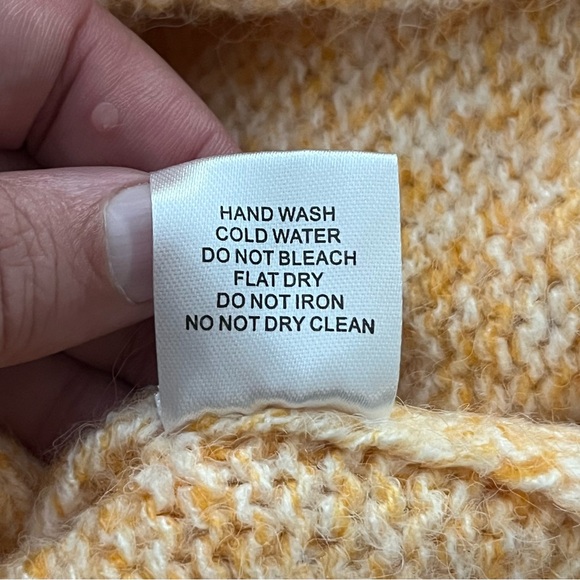 HAND WASH
COLD WATER
DO NOT BLEACH
FLAT DRY
DO NOT IRON
NO NOT DRY CLEAN